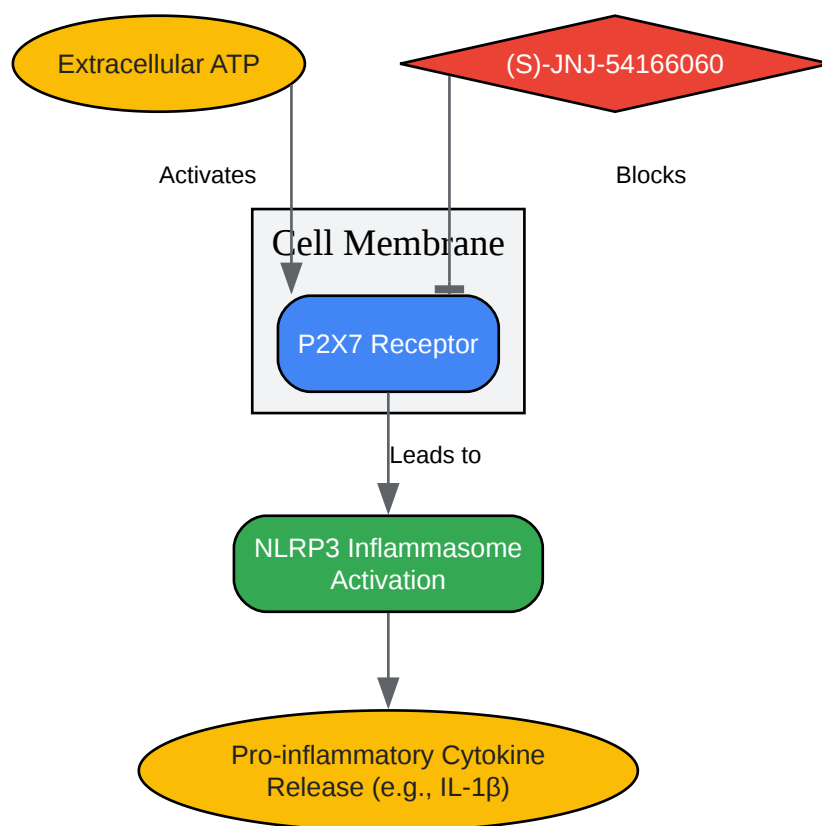 Extracellular ATP
(S)-JNJ-54166060
Activates
Blocks
Cell Membrane
P2X7 Receptor
Leads to
NLRP3 Inflammasome
Activation
Pro-inflammatory Cytokine
Release (e.g., IL-1β)